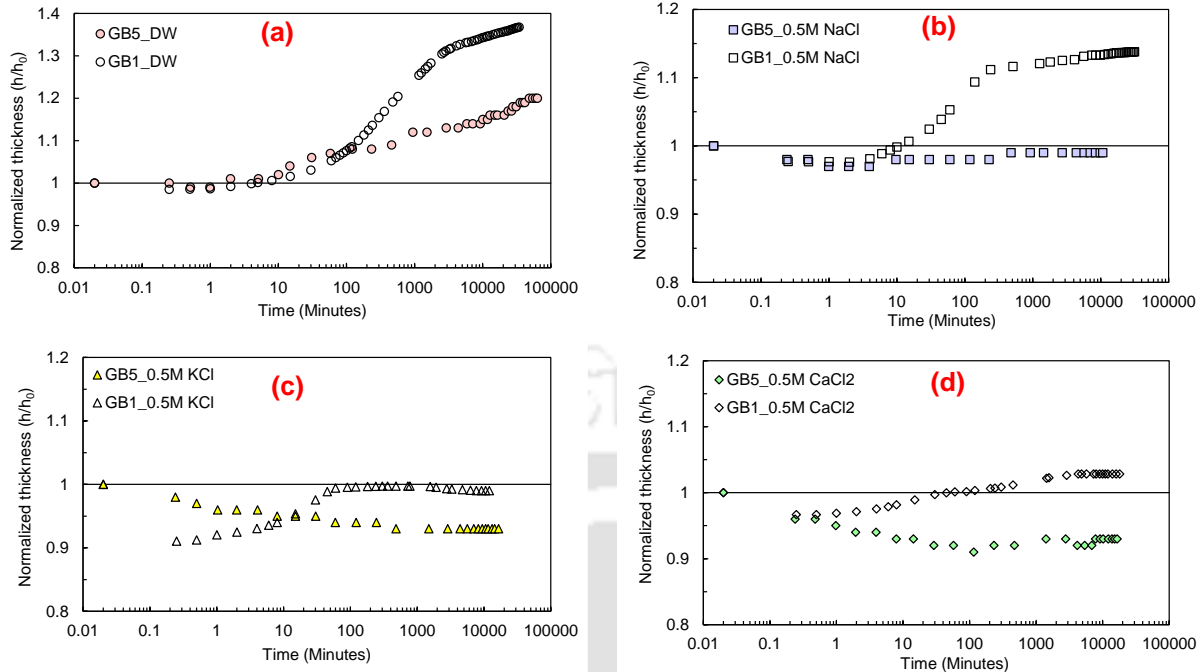 (a)
GB5_DW
GB1_DW
Normalized thickness (h/h0)
1.4
1.3
1.2
1.1
1
0.9
0.8
0.01 0.1 1 10 100 1000 10000 100000
Time (Minutes)
(b)
GB5_0.5M NaCl
GB1_0.5M NaCl
Normalized thickness (h/h0)
1.2
1.1
1
0.9
0.8
0.01 0.1 1 10 100 1000 10000 100000
Time (Minutes)
(c)
GB5_0.5M KCl
GB1_0.5M KCl
Normalized thickness (h/h0)
1.2
1.1
1
0.9
0.8
0.01 0.1 1 10 100 1000 10000 100000
Time (Minutes)
(d)
GB5_0.5M CaCl2
GB1_0.5M CaCl2
Normalized thickness (h/h0)
1.2
1.1
1
0.9
0.8
0.01 0.1 1 10 100 1000 10000 100000
Time (Minutes)